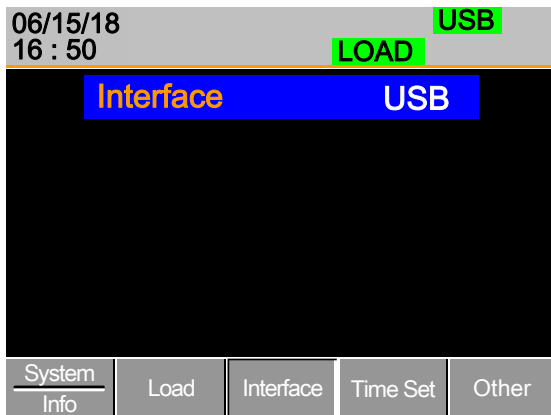 06/15/18 USB
16 : 50 LOAD
Interface USB
System Load Interface Time Set Other
Info